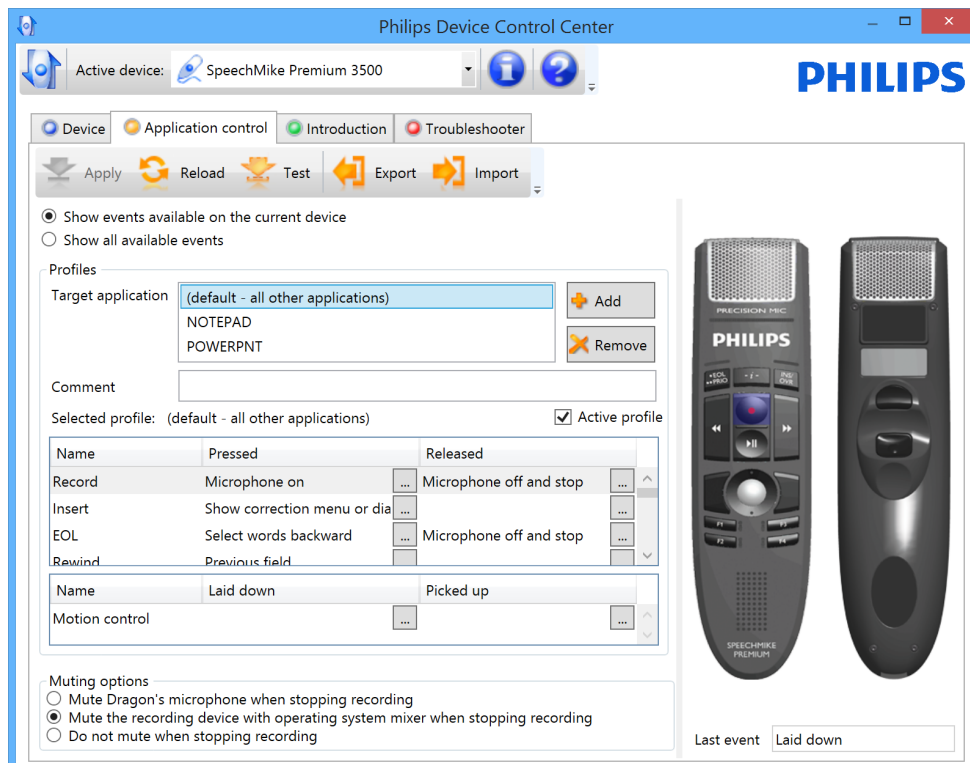 Philips Device Control Center
Active device: SpeechMike Premium 3500
PHILIPS
Device Application control Introduction Troubleshooter
Apply Reload Test Export Import
Show events available on the current device
Show all available events
Profiles
Target application (default - all other applications) Add
NOTEPAD
POWERPNT Remove
Comment
Selected profile: (default - all other applications) Active profile
Name Pressed Released
Record Microphone on ... Microphone off and stop ...
Insert Show correction menu or dia ... ...
EOL Select words backward ... Microphone off and stop ...
Rewind Previous field
Name Laid down Picked up
Motion control ... ...
Muting options
Mute Dragon's microphone when stopping recording
Mute the recording device with operating system mixer when stopping recording
Do not mute when stopping recording
PRECISION MIC
PHILIPS
EOL PRIO -i- INS/ OVR
F1 F3
F2 F4
SPEECHMIKE
PREMIUM
Last event Laid down